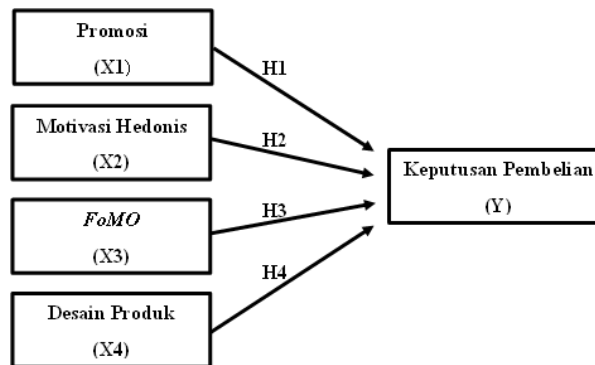 Promosi
(X1)
H1
Motivasi Hedonis
(X2)
H2
Keputusan Pembelian
(Y)
FoMO
(X3)
H3
H4
Desain Produk
(X4)